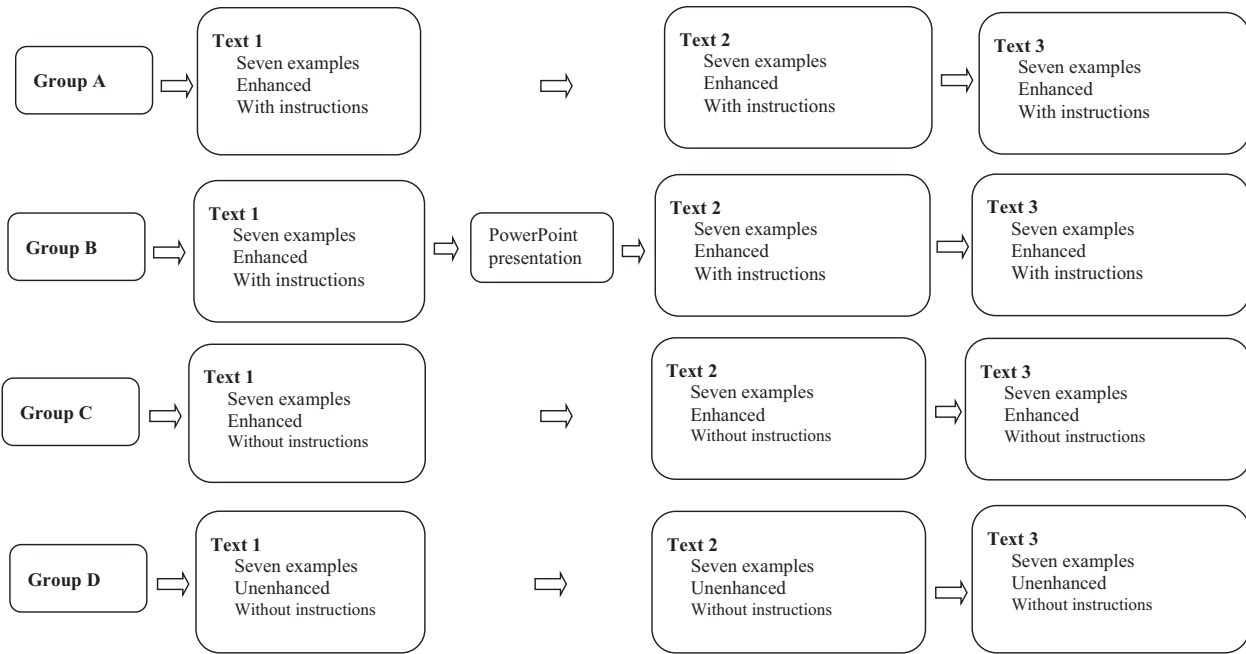 Group A
Text 1
Seven examples
Enhanced
With instructions
Text 2
Seven examples
Enhanced
With instructions
Text 3
Seven examples
Enhanced
With instructions
Group B
Text 1
Seven examples
Enhanced
With instructions
PowerPoint
presentation
Text 2
Seven examples
Enhanced
With instructions
Text 3
Seven examples
Enhanced
With instructions
Group C
Text 1
Seven examples
Enhanced
Without instructions
Text 2
Seven examples
Enhanced
Without instructions
Text 3
Seven examples
Enhanced
Without instructions
Group D
Text 1
Seven examples
Unenhanced
Without instructions
Text 2
Seven examples
Unenhanced
Without instructions
Text 3
Seven examples
Unenhanced
Without instructions